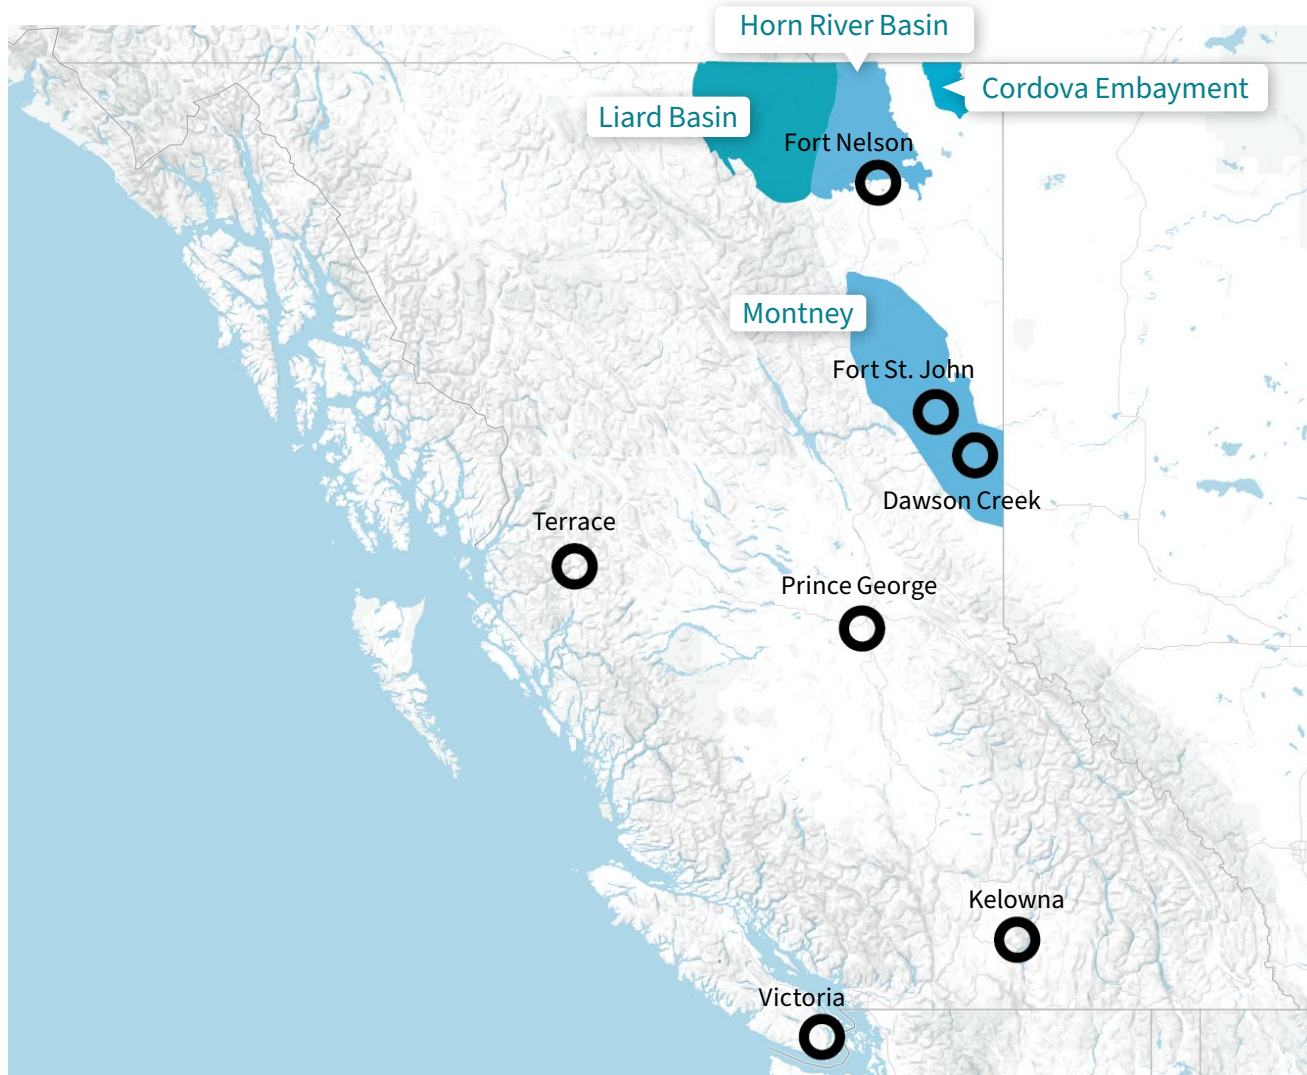 Horn River Basin
Cordova Embayment
Liard Basin
Fort Nelson
Montney
Fort St. John
Dawson Creek
Terrace
Prince George
Kelowna
Victoria